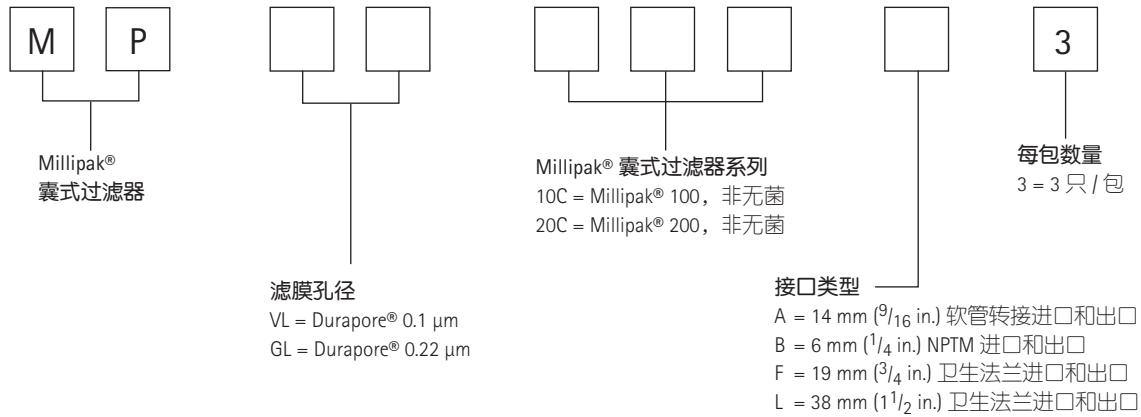 M P 3
Millipak®
囊式过滤器
Millipak® 囊式过滤器系列
10C = Millipak® 100，非无菌
20C = Millipak® 200，非无菌
每包数量
3 = 3 只 / 包
滤膜孔径
VL = Durapore® 0.1 µm
GL = Durapore® 0.22 µm
接口类型
A = 14 mm (9/16 in.) 软管转接进口和出口
B = 6 mm (1/4 in.) NPTM 进口和出口
F = 19 mm (3/4 in.) 卫生法兰进口和出口
L = 38 mm (1 1/2 in.) 卫生法兰进口和出口